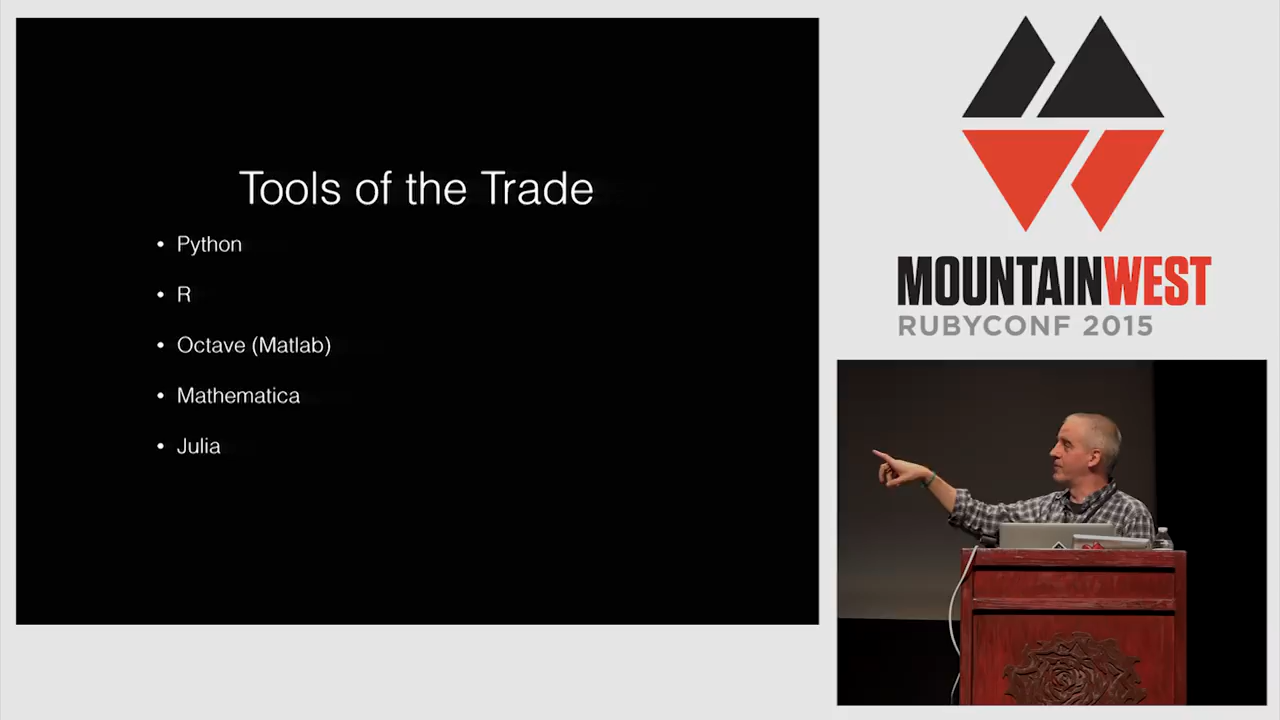 Tools of the Trade
• Python
• R
• Octave (Matlab)
• Mathematica
• Julia
MOUNTAINWEST
RUBYCONF 2015